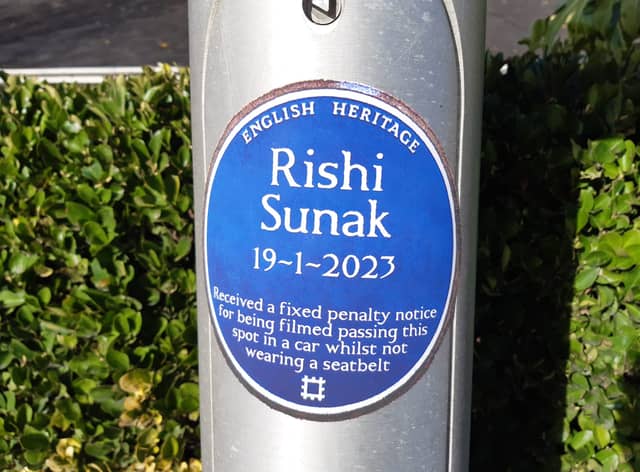 ENGLISH HERITAGE
Rishi
Sunak
19~1~2023
Received a fixed penalty notice
for being filmed passing this
spot in a car whilst not
wearing a seatbelt